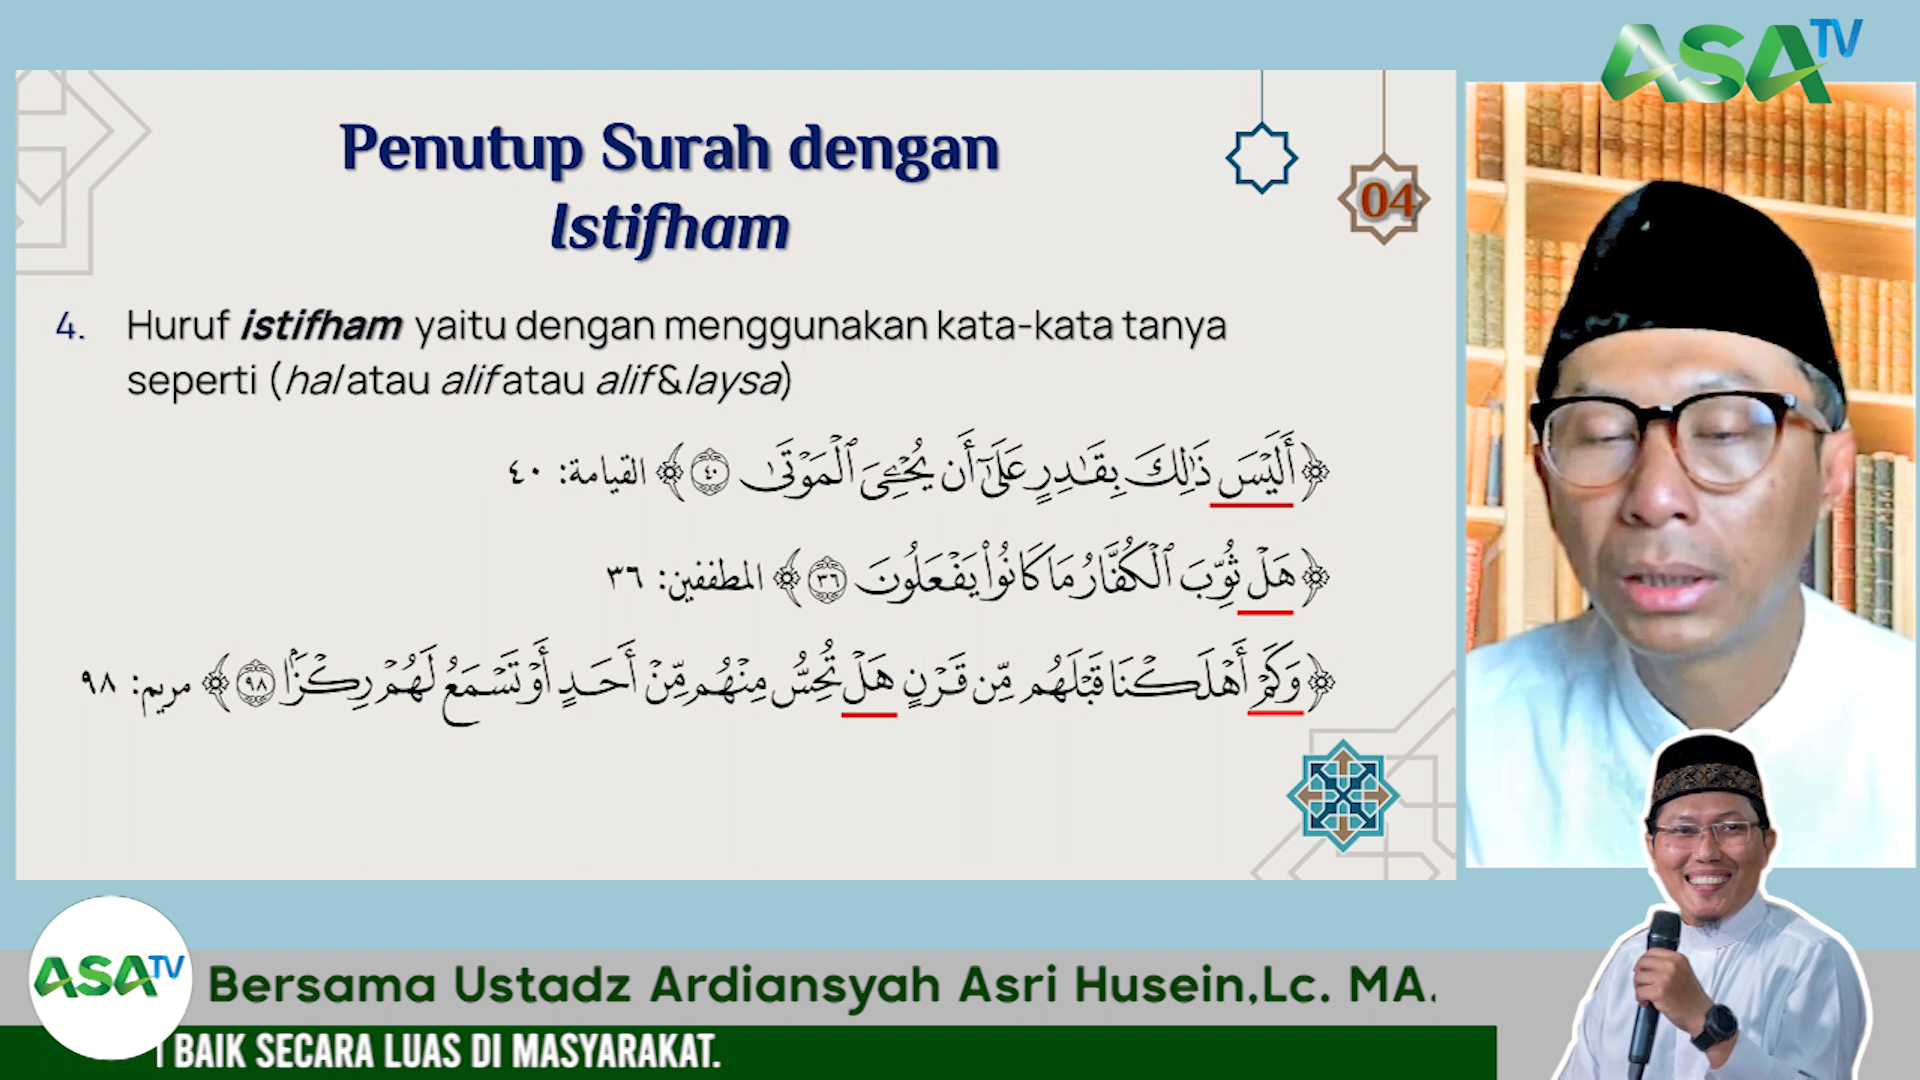 ASA TV
Penutup Surah dengan
Istifham
04
4. Huruf istifham yaitu dengan menggunakan kata-kata tanya
seperti (hal atau alif atau alif & laysa)
﴿أَلَيْسَ ذَٰلِكَ بِقَـٰدِرٍ عَلَىٰٓ أَن يُحْـِۧىَ ٱلْمَوْتَىٰ ٤٠﴾ القيامة: ٤٠
﴿هَلْ ثُوِّبَ ٱلْكُفَّارُ مَا كَانُوا۟ يَفْعَلُونَ ٣٦﴾ المطففين: ٣٦
﴿وَكَمْ أَهْلَكْنَا قَبْلَهُم مِّن قَرْنٍ هَلْ تُحِسُّ مِنْهُم مِّنْ أَحَدٍ أَوْ تَسْمَعُ لَهُمْ رِكْزًۢا ٩٨﴾ مريم: ٩٨
ASA TV
Bersama Ustadz Ardiansyah Asri Husein,Lc. MA.
BAIK SECARA LUAS DI MASYARAKAT.